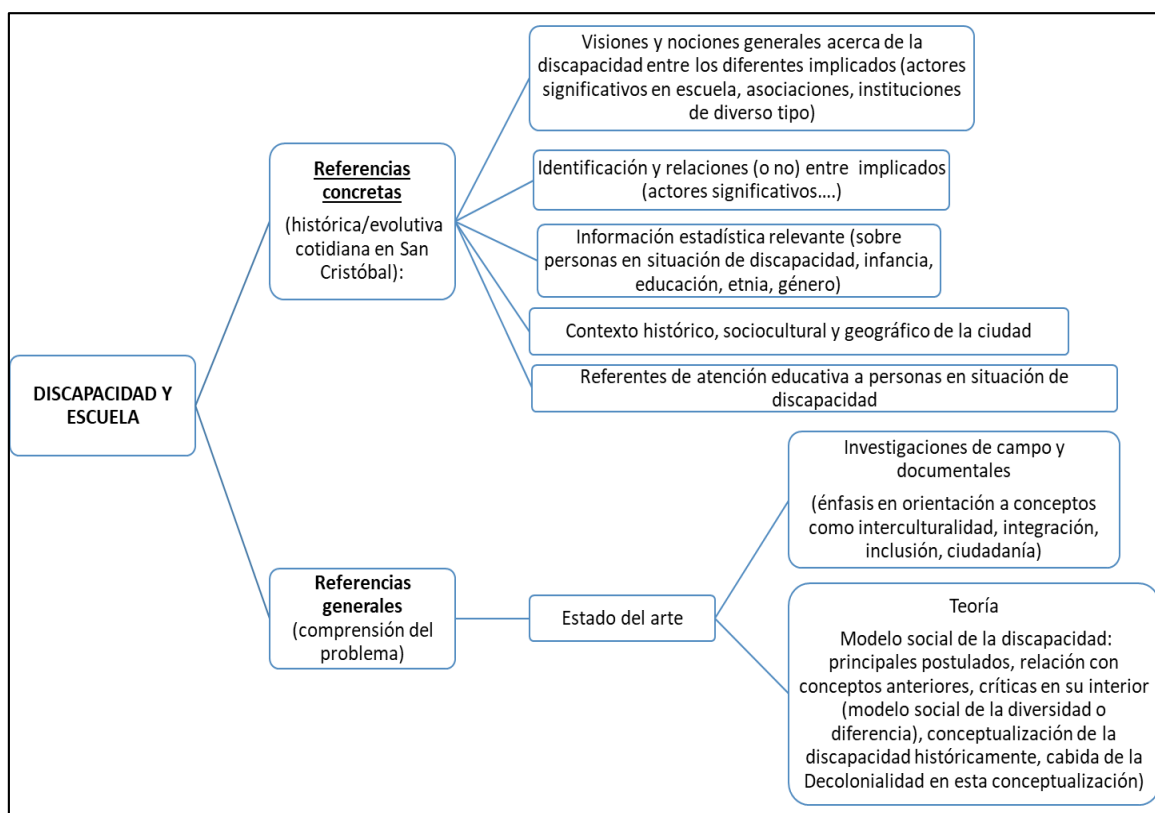 Visiones y nociones generales acerca de la
discapacidad entre los diferentes implicados (actores
significativos en escuela, asociaciones, instituciones
de diverso tipo)
Referencias
concretas
(histórica/evolutiva
cotidiana en San
Cristóbal):
Identificación y relaciones (o no) entre implicados
(actores significativos....)
Información estadística relevante (sobre
personas en situación de discapacidad, infancia,
educación, etnia, género)
Contexto histórico, sociocultural y geográfico de la ciudad
Referentes de atención educativa a personas en situación de
discapacidad
DISCAPACIDAD Y
ESCUELA
Referencias
generales
(comprensión del
problema)
Estado del arte
Investigaciones de campo y
documentales
(énfasis en orientación a conceptos
como interculturalidad, integración,
inclusión, ciudadanía)
Teoría
Modelo social de la discapacidad:
principales postulados, relación con
conceptos anteriores, críticas en su interior
(modelo social de la diversidad o
diferencia), conceptualización de la
discapacidad históricamente, cabida de la
Decolonialidad en esta conceptualización)